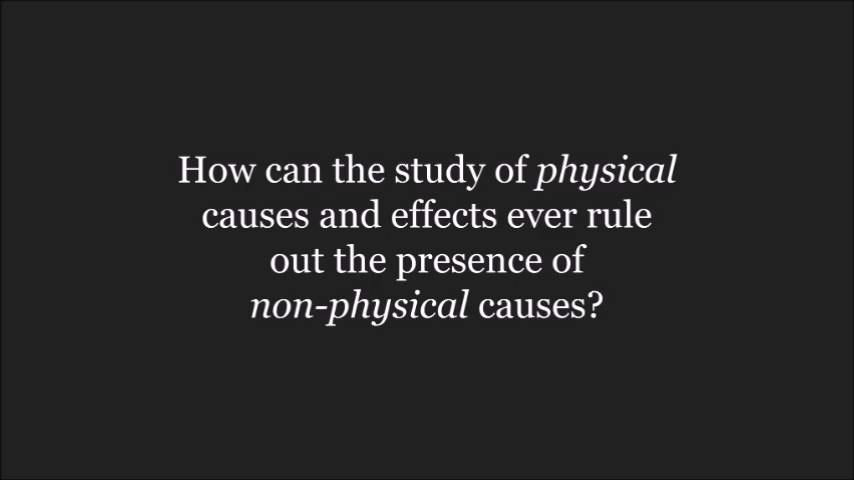 How can the study of physical
causes and effects ever rule
out the presence of
non-physical causes?